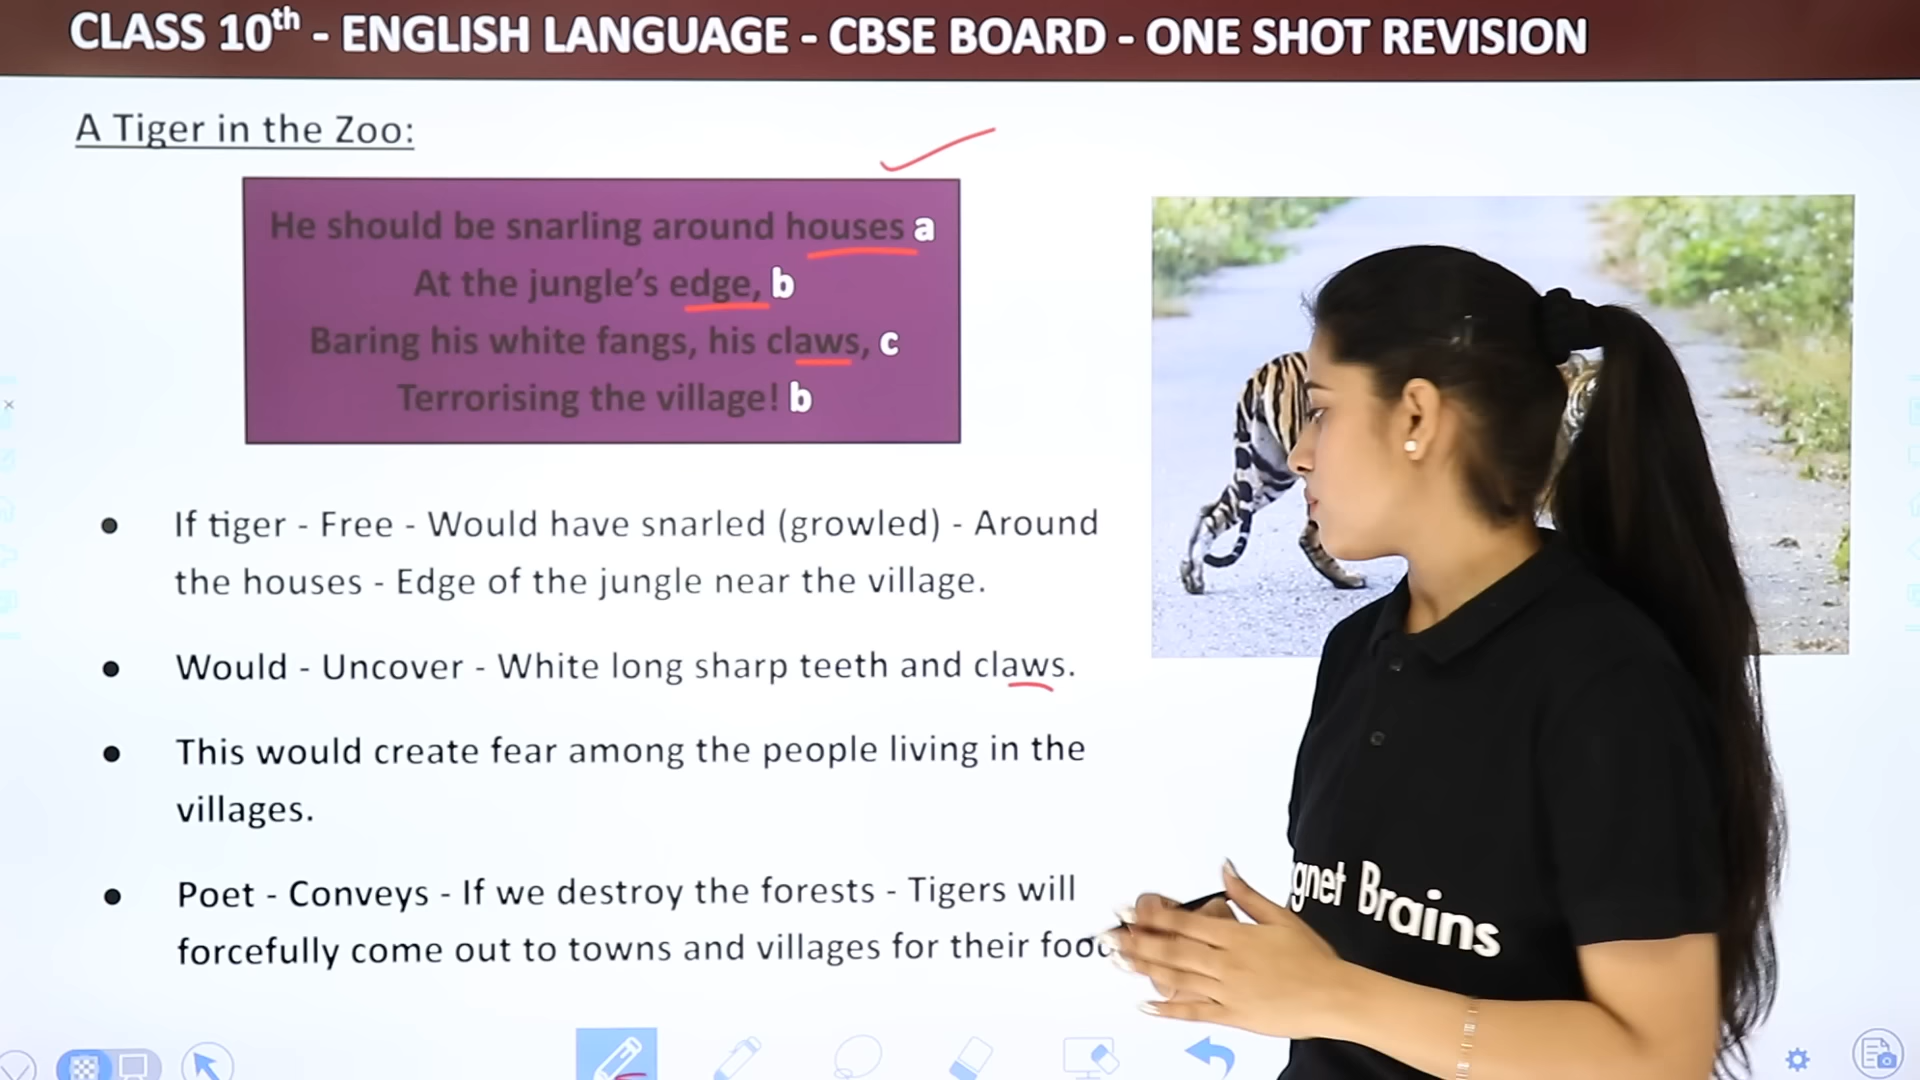 CLASS 10th - ENGLISH LANGUAGE - CBSE BOARD - ONE SHOT REVISION
A Tiger in the Zoo:
He should be snarling around houses a
At the jungle's edge, b
Baring his white fangs, his claws, c
Terrorising the village! b
● If tiger - Free - Would have snarled (growled) - Around
the houses - Edge of the jungle near the village.
● Would - Uncover - White long sharp teeth and claws.
● This would create fear among the people living in the
villages.
● Poet - Conveys - If we destroy the forests - Tigers will
forcefully come out to towns and villages for their
gnet Brains